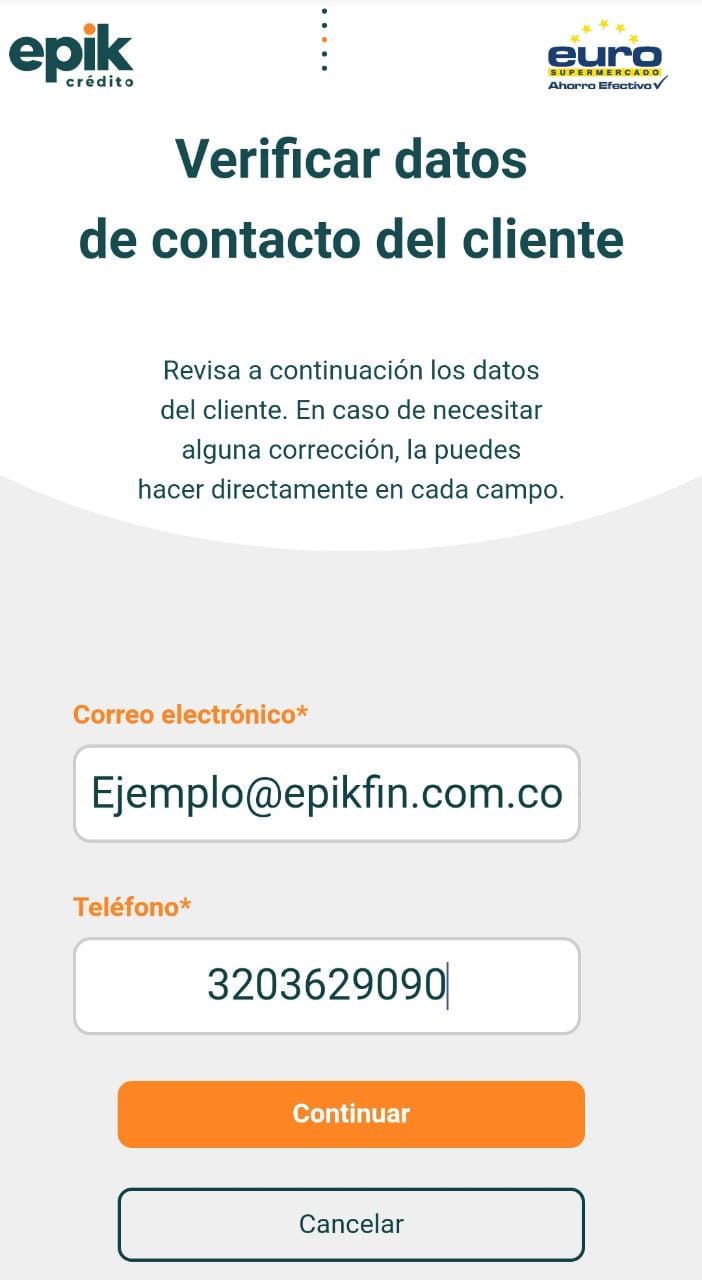 epik
crédito
euro
SUPERMERCADO
Ahorro Efectivo
Verificar datos
de contacto del cliente
Revisa a continuación los datos
del cliente. En caso de necesitar
alguna corrección, la puedes
hacer directamente en cada campo.
Correo electrónico*
Ejemplo@epikfin.com.co
Teléfono*
3203629090
Continuar
Cancelar